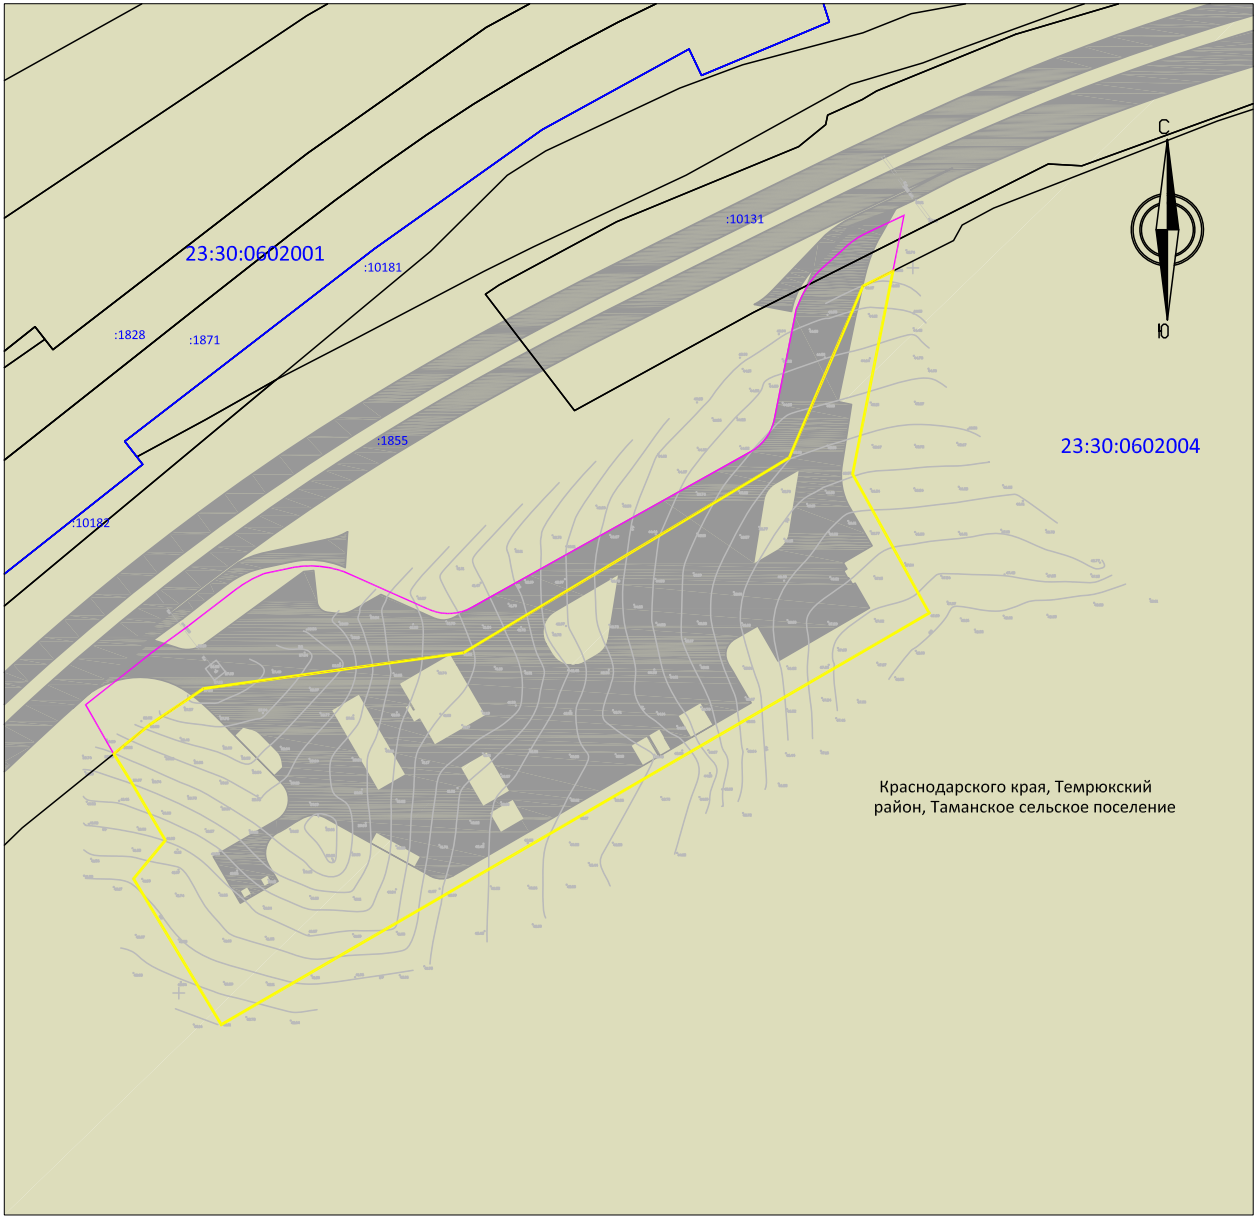 С
:10131
23:30:0602001
:10181
Ю
:1828
:1871
:1855
23:30:0602004
:10182
Краснодарского края, Темрюкский
район, Таманское сельское поселение